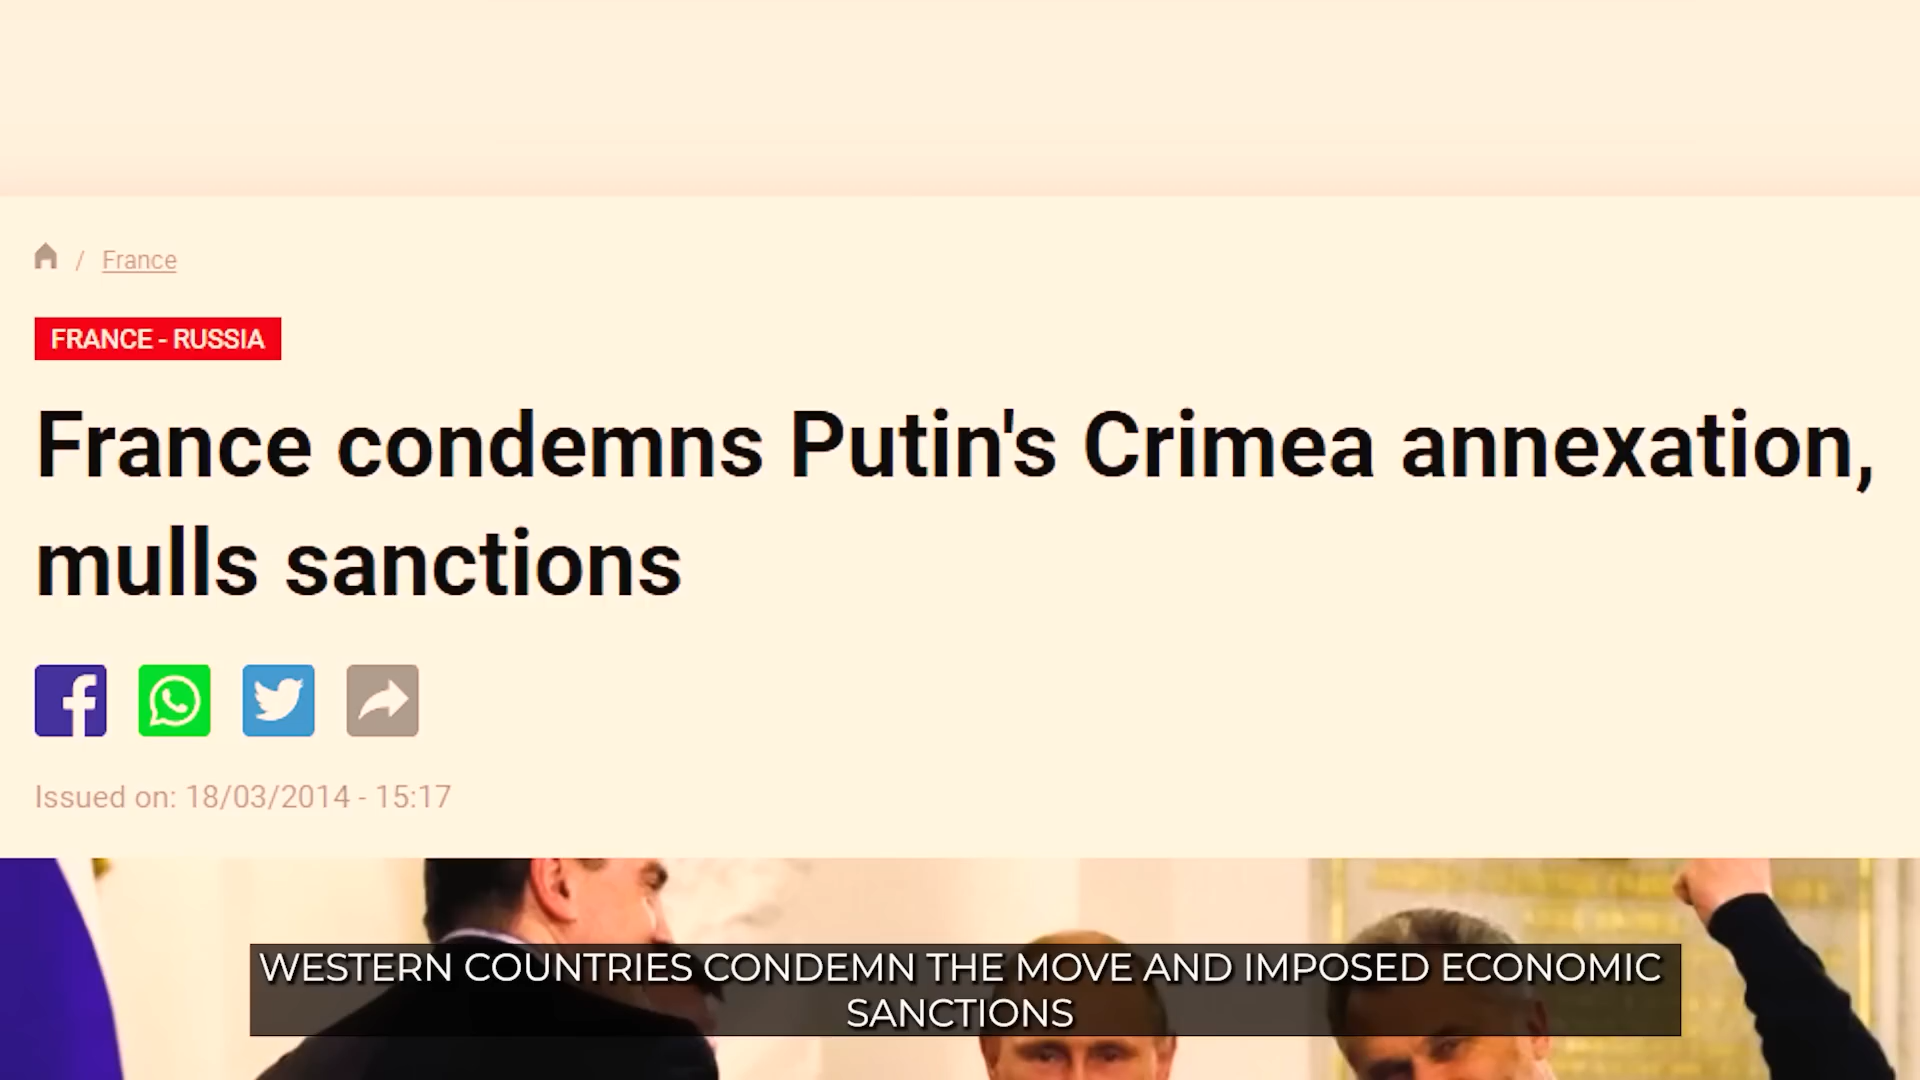 / France
FRANCE - RUSSIA
France condemns Putin's Crimea annexation,
mulls sanctions
Issued on: 18/03/2014 - 15:17
WESTERN COUNTRIES CONDEMN THE MOVE AND IMPOSED ECONOMIC
SANCTIONS